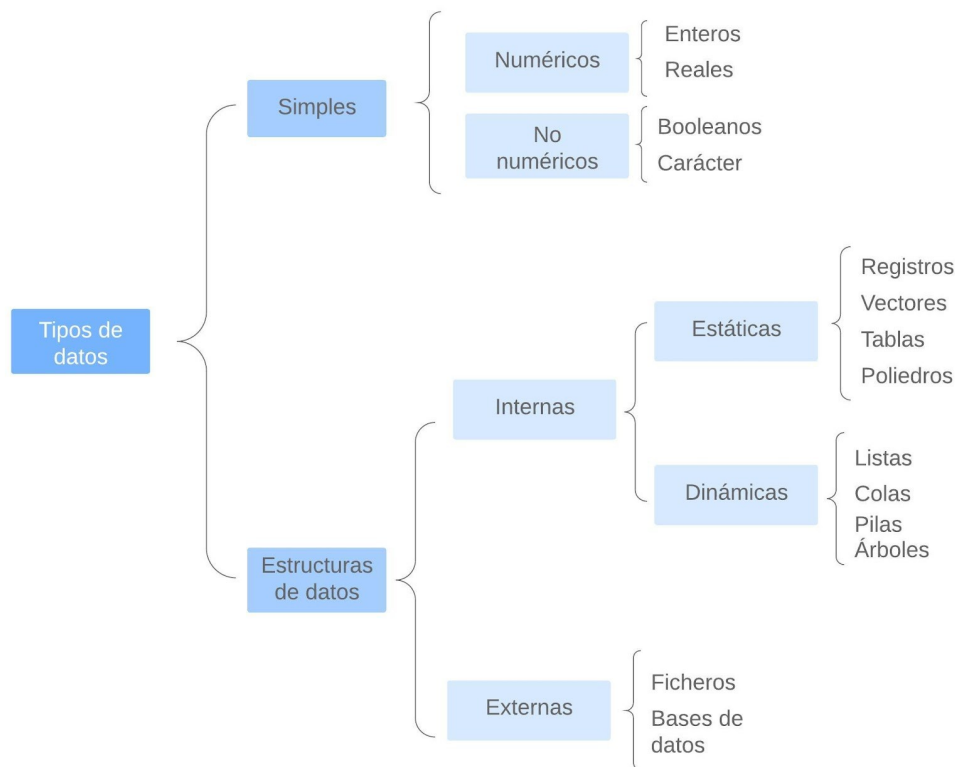 Tipos de
datos
Simples
Numéricos
Enteros
Reales
No
numéricos
Booleanos
Carácter
Estructuras
de datos
Internas
Estáticas
Registros
Vectores
Tablas
Poliedros
Dinámicas
Listas
Colas
Pilas
Árboles
Externas
Ficheros
Bases de
datos